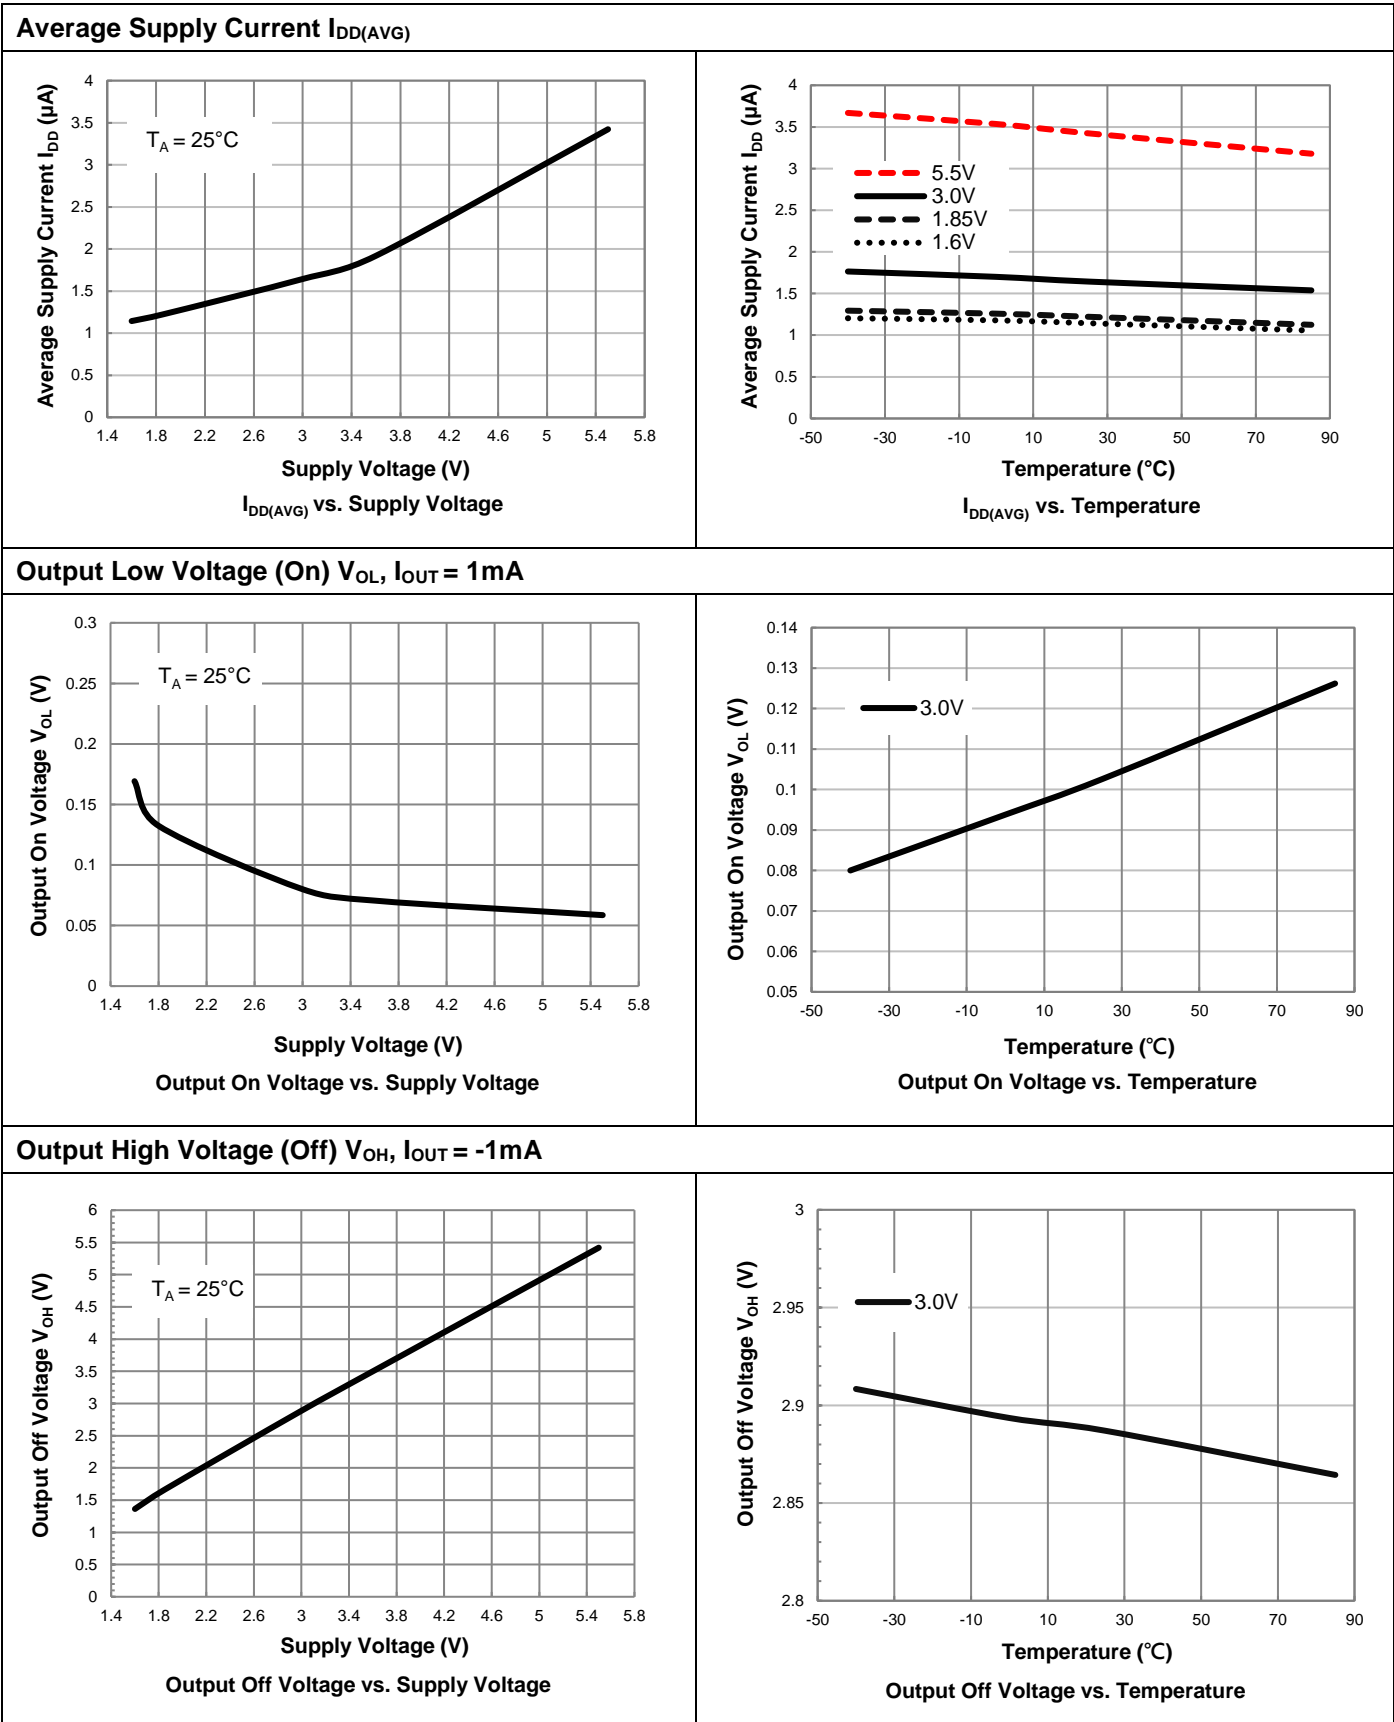 Average Supply Current IDD(AVG)
Average Supply Current IDD (µA)
4
3.5
3
2.5
2
1.5
1
0.5
0
TA = 25°C
1.4 1.8 2.2 2.6 3 3.4 3.8 4.2 4.6 5 5.4 5.8
Supply Voltage (V)
IDD(AVG) vs. Supply Voltage
Average Supply Current IDD (µA)
4
3.5
3
2.5
2
1.5
1
0.5
0
5.5V
3.0V
1.85V
1.6V
-50 -30 -10 10 30 50 70 90
Temperature (°C)
IDD(AVG) vs. Temperature
Output Low Voltage (On) VOL, IOUT = 1mA
Output On Voltage VOL (V)
0.3
0.25
0.2
0.15
0.1
0.05
0
TA = 25°C
1.4 1.8 2.2 2.6 3 3.4 3.8 4.2 4.6 5 5.4 5.8
Supply Voltage (V)
Output On Voltage vs. Supply Voltage
Output On Voltage VOL (V)
0.14
0.13
0.12
0.11
0.1
0.09
0.08
0.07
0.06
0.05
3.0V
-50 -30 -10 10 30 50 70 90
Temperature (℃)
Output On Voltage vs. Temperature
Output High Voltage (Off) VOH, IOUT = -1mA
Output Off Voltage VOH (V)
6
5.5
5
4.5
4
3.5
3
2.5
2
1.5
1
0.5
0
TA = 25°C
1.4 1.8 2.2 2.6 3 3.4 3.8 4.2 4.6 5 5.4 5.8
Supply Voltage (V)
Output Off Voltage vs. Supply Voltage
Output Off Voltage VOH (V)
3
2.95
2.9
2.85
2.8
3.0V
-50 -30 -10 10 30 50 70 90
Temperature (℃)
Output Off Voltage vs. Temperature